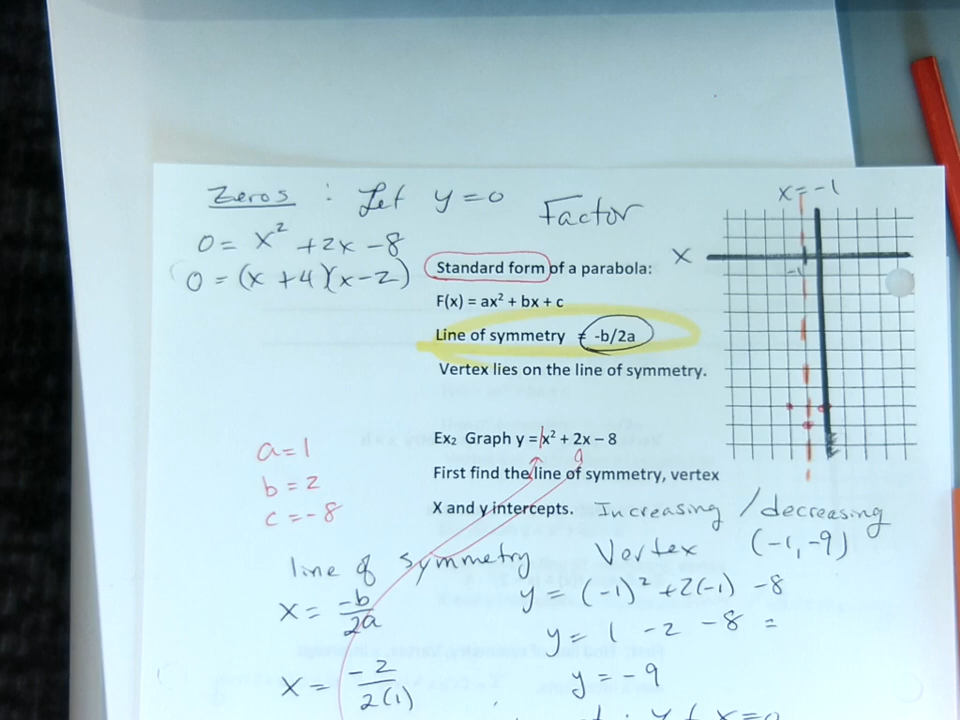 Zeros : Let y=0 Factor
0 = x² + 2x - 8
0 = (x + 4)(x - 2)
x = -1
X
-1
Standard form of a parabola:
F(x) = ax² + bx + c
Line of symmetry = -b/2a
Vertex lies on the line of symmetry.
Ex₂ Graph y = 1x² + 2x – 8
First find the line of symmetry, vertex
X and y intercepts. Increasing / decreasing
a = 1
b = 2
c = -8
line of symmetry
x = -b/2a
x = -2/2(1)
Vertex (-1, -9)
y = (-1)² + 2(-1) - 8
y = 1 - 2 - 8 =
y = -9
x = 0